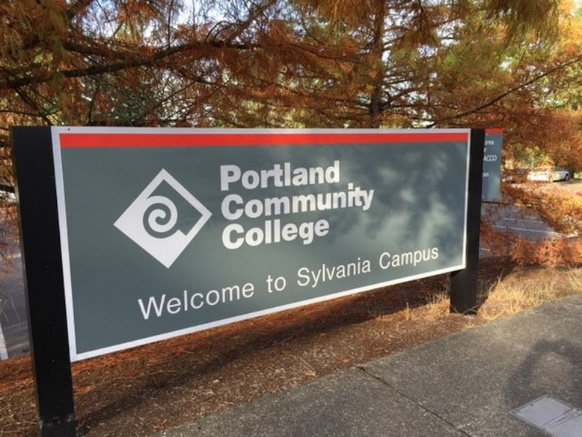 Portland
Community
College
Welcome to Sylvania Campus